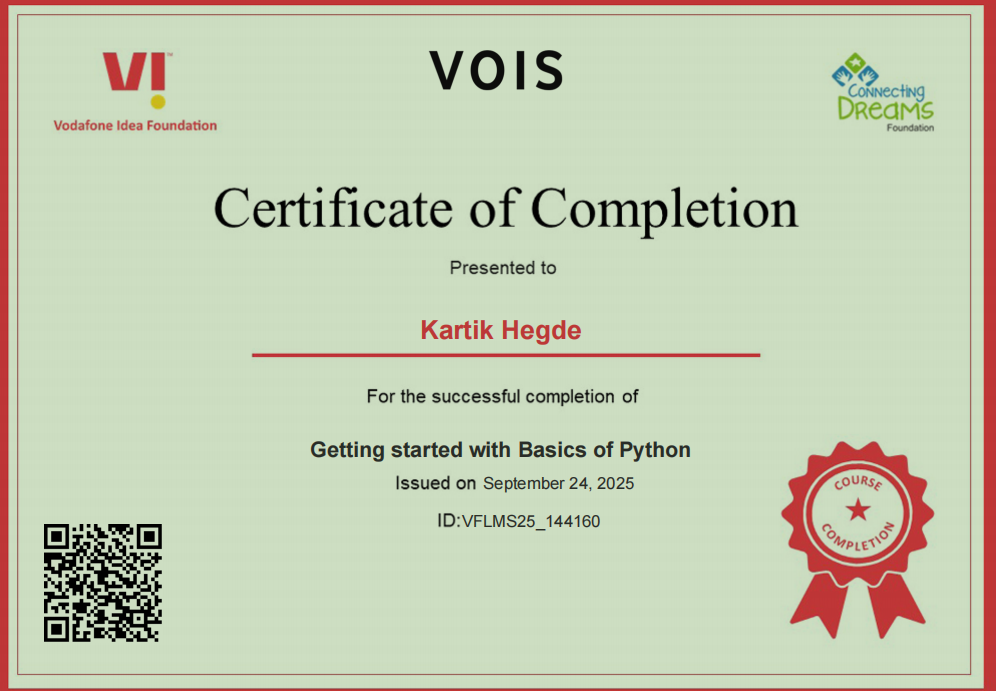 VI™
Vodafone Idea Foundation
VOIS
Connecting
Dreams
Foundation
Certificate of Completion
Presented to
Kartik Hegde
For the successful completion of
Getting started with Basics of Python
Issued on September 24, 2025
ID:VFLMS25_144160
COURSE
COMPLETION